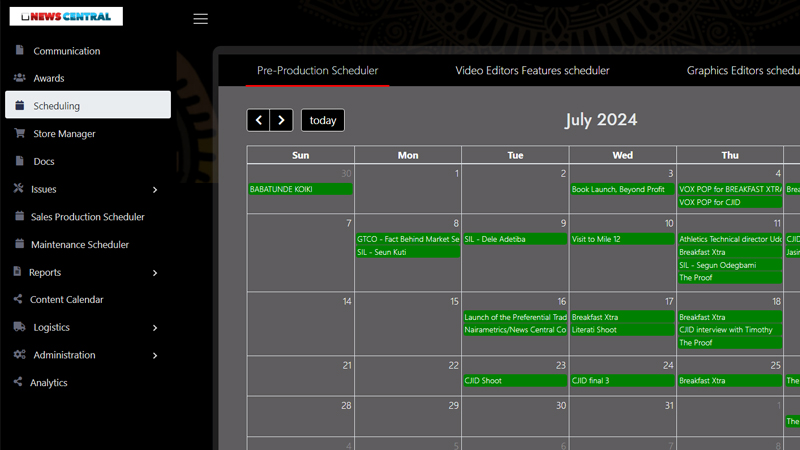 NEWS CENTRAL
Communication
Awards
Scheduling
Store Manager
Docs
Issues
Sales Production Scheduler
Maintenance Scheduler
Reports
Content Calendar
Logistics
Administration
Analytics
Pre-Production Scheduler Video Editors Features scheduler Graphics Editors schedu
today July 2024
Sun Mon Tue Wed Thu
30 1 2 3 4
BABATUNDE KOIKI Book Launch, Beyond Profit VOX POP for BREAKFAST XTRA Brea
VOX POP for CJID
7 8 9 10 11
GTCO - Fact Behind Market Se SIL - Dele Adetiba Visit to Mile 12 Athletics Technical director Udo CJID
SIL - Seun Kuti Breakfast Xtra Jasi
SIL - Segun Odegbami
The Proof
14 15 16 17 18
Launch of the Preferential Trad Breakfast Xtra Breakfast Xtra
Nairametrics/News Central Co Literati Shoot CJID interview with Timothy
The Proof
21 22 23 24 25
CJID Shoot CJID final 3 Breakfast Xtra The
28 29 30 31 1
The
4 5 6 7 8